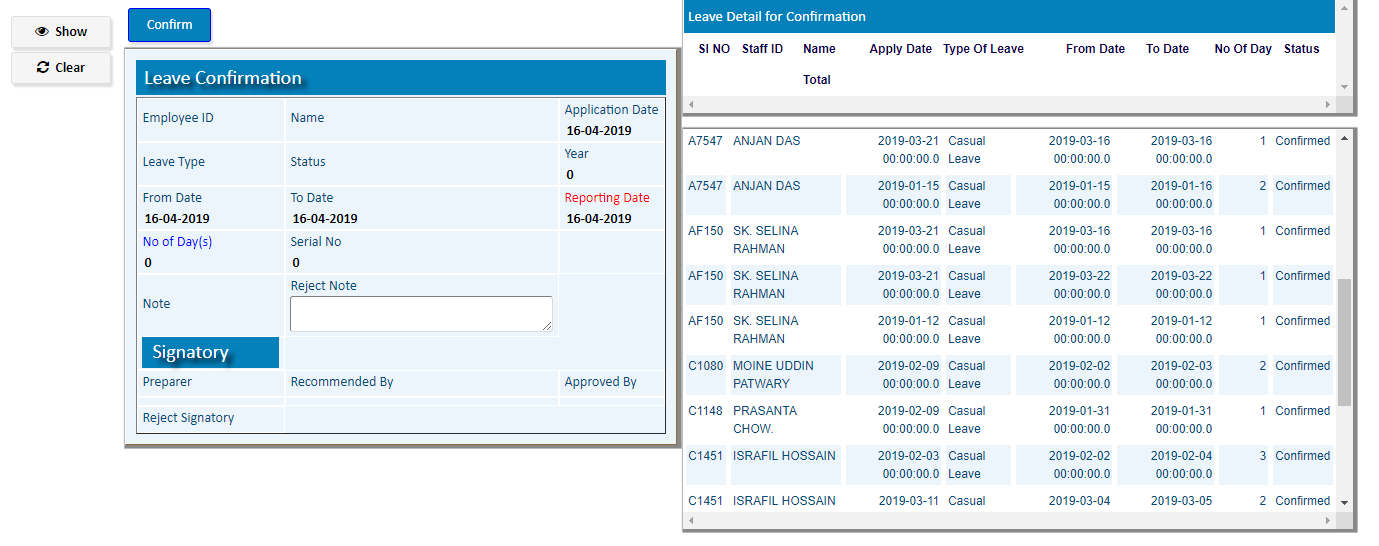 Show
Clear
Confirm
Leave Confirmation
Employee ID
Name
Application Date
16-04-2019
Leave Type
Status
Year
0
From Date
16-04-2019
To Date
16-04-2019
Reporting Date
16-04-2019
No of Day(s)
0
Serial No
0
Note
Reject Note
Signatory
Preparer
Recommended By
Approved By
Reject Signatory
Leave Detail for Confirmation
SI NO Staff ID Name Apply Date Type Of Leave From Date To Date No Of Day Status
Total
A7547 ANJAN DAS 2019-03-21 Casual 2019-03-16 2019-03-16 1 Confirmed
00:00:00.0 Leave 00:00:00.0 00:00:00.0
A7547 ANJAN DAS 2019-01-15 Casual 2019-01-15 2019-01-16 2 Confirmed
00:00:00.0 Leave 00:00:00.0 00:00:00.0
AF150 SK. SELINA 2019-03-21 Casual 2019-03-16 2019-03-16 1 Confirmed
RAHMAN 00:00:00.0 Leave 00:00:00.0 00:00:00.0
AF150 SK. SELINA 2019-03-21 Casual 2019-03-22 2019-03-22 1 Confirmed
RAHMAN 00:00:00.0 Leave 00:00:00.0 00:00:00.0
AF150 SK. SELINA 2019-01-12 Casual 2019-01-12 2019-01-12 1 Confirmed
RAHMAN 00:00:00.0 Leave 00:00:00.0 00:00:00.0
C1080 MOINE UDDIN 2019-02-09 Casual 2019-02-02 2019-02-03 2 Confirmed
PATWARY 00:00:00.0 Leave 00:00:00.0 00:00:00.0
C1148 PRASANTA 2019-02-09 Casual 2019-01-31 2019-01-31 1 Confirmed
CHOW. 00:00:00.0 Leave 00:00:00.0 00:00:00.0
C1451 ISRAFIL HOSSAIN 2019-02-03 Casual 2019-02-02 2019-02-04 3 Confirmed
00:00:00.0 Leave 00:00:00.0 00:00:00.0
C1451 ISRAFIL HOSSAIN 2019-03-11 Casual 2019-03-04 2019-03-05 2 Confirmed